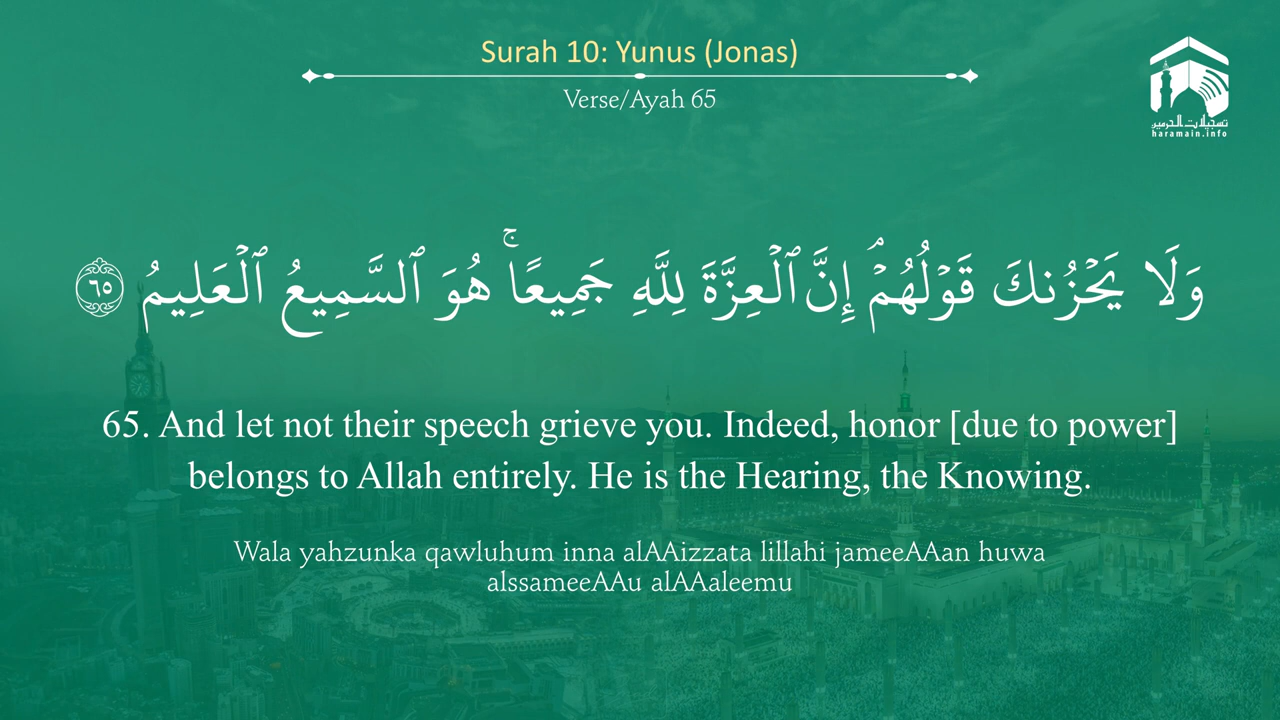 Surah 10: Yunus (Jonas)
Verse/Ayah 65
تسجيلات الحرمين
haramain.info
وَلَا يَحۡزُنكَ قَوۡلُهُمۡۘ إِنَّ ٱلۡعِزَّةَ لِلَّهِ جَمِيعًاۚ هُوَ ٱلسَّمِيعُ ٱلۡعَلِيمُ ٦٥
65. And let not their speech grieve you. Indeed, honor [due to power]
belongs to Allah entirely. He is the Hearing, the Knowing.
Wala yahzunka qawluhum inna alAAizzata lillahi jameeAAan huwa
alssameeAAu alAAaleemu